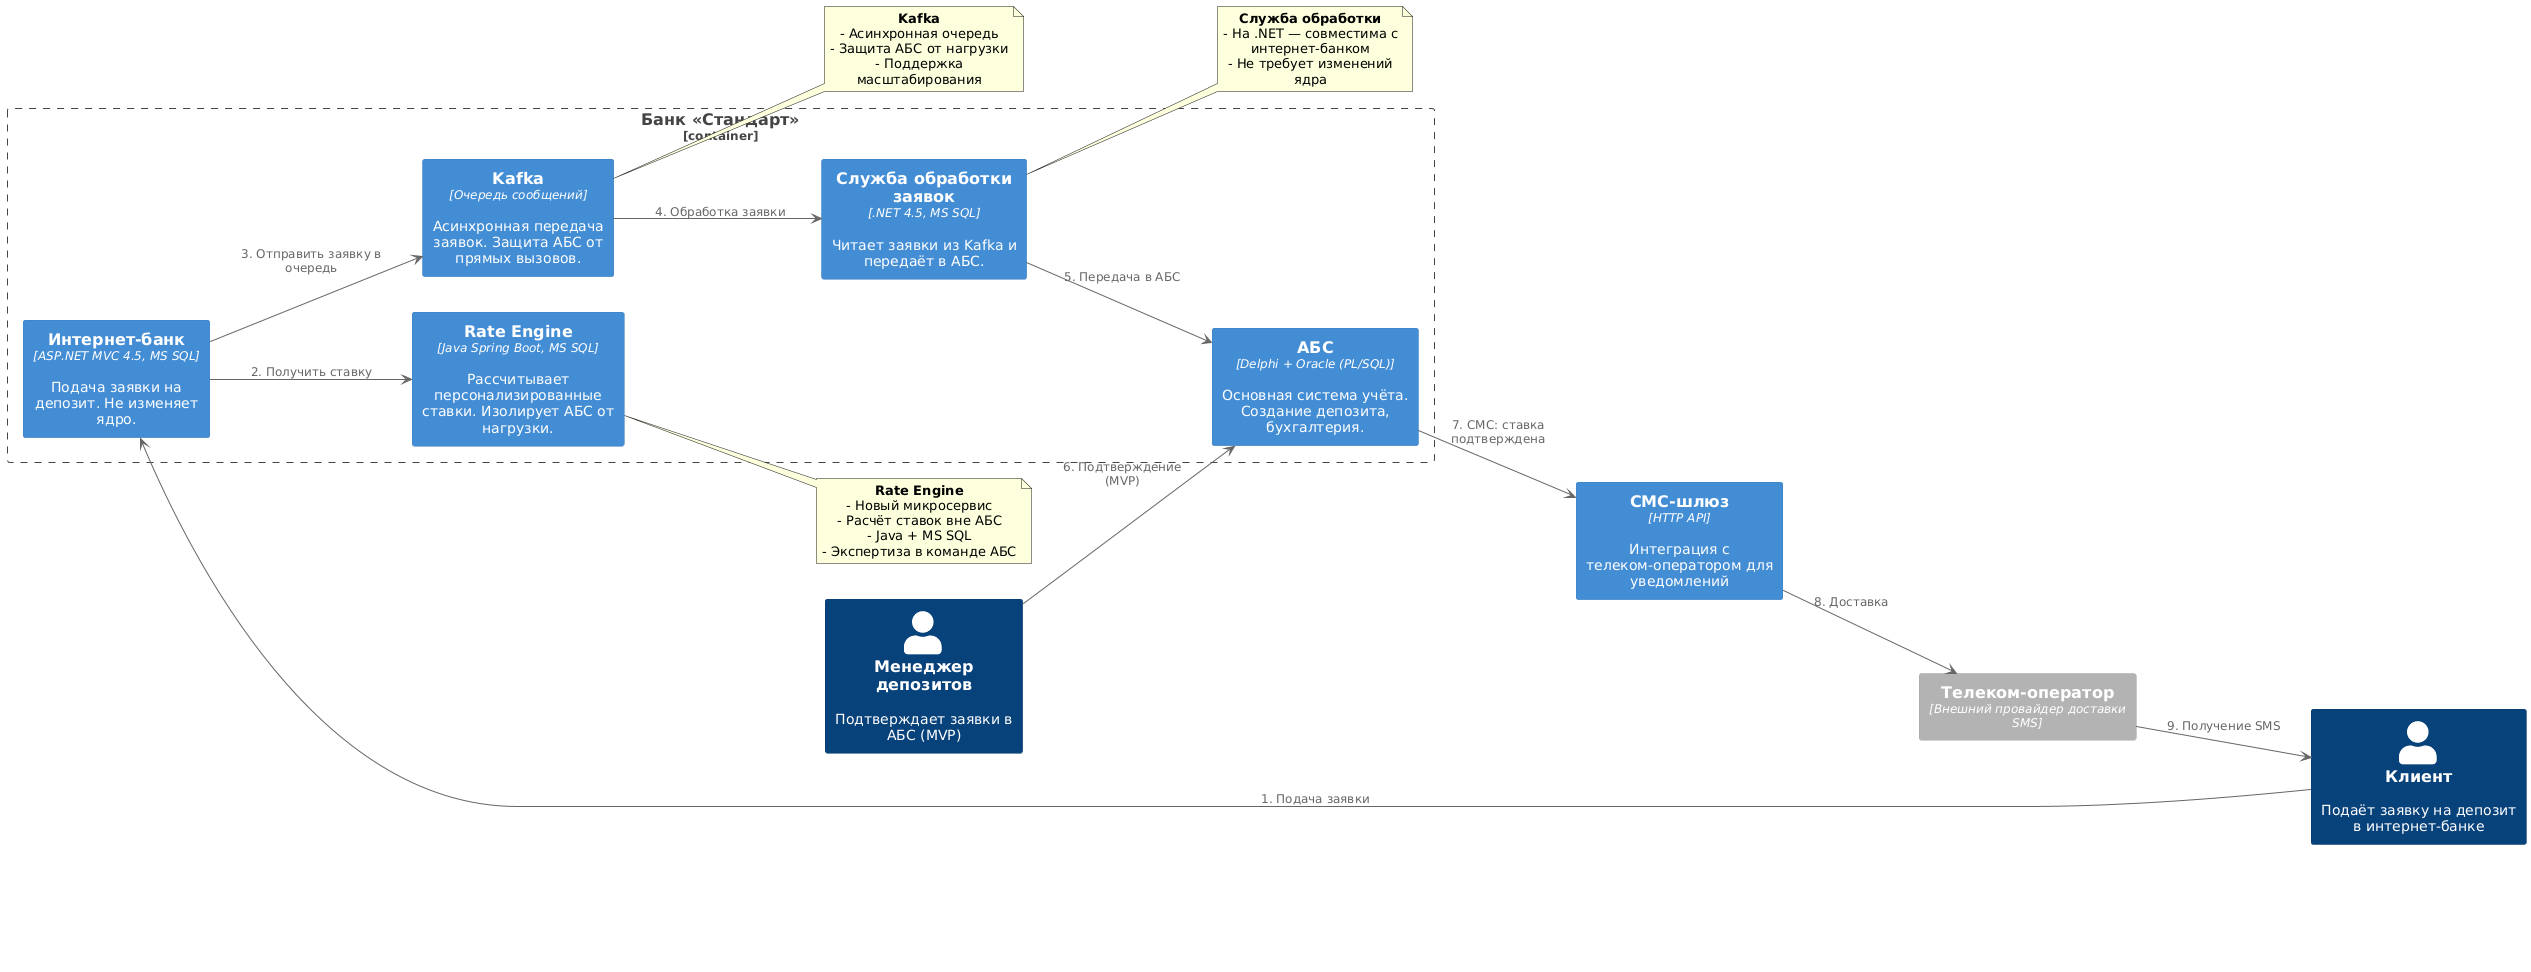 Kafka
- Асинхронная очередь
- Защита АБС от нагрузки
- Поддержка
масштабирования
Служба обработки
- На .NET — совместима с
интернет-банком
- Не требует изменений
ядра
Банк «Стандарт»
[container]
Kafka
[Очередь сообщений]
Асинхронная передача
заявок. Защита АБС от
прямых вызовов.
4. Обработка заявки
Служба обработки
заявок
[.NET 4.5, MS SQL]
Читает заявки из Kafka и
передаёт в АБС.
3. Отправить заявку в
очередь
5. Передача в АБС
Интернет-банк
[ASP.NET MVC 4.5, MS SQL]
Подача заявки на
депозит. Не изменяет
ядро.
2. Получить ставку
Rate Engine
[Java Spring Boot, MS SQL]
Рассчитывает
персонализированные
ставки. Изолирует АБС от
нагрузки.
АБС
[Delphi + Oracle (PL/SQL)]
Основная система учёта.
Создание депозита,
бухгалтерия.
7. СМС: ставка
подтверждена
6. Подтверждение
(MVP)
Rate Engine
- Новый микросервис
- Расчёт ставок вне АБС
- Java + MS SQL
- Экспертиза в команде АБС
СМС-шлюз
[HTTP API]
Интеграция с
телеком-оператором для
уведомлений
8. Доставка
Менеджер
депозитов
Подтверждает заявки в
АБС (MVP)
Телеком-оператор
[Внешний провайдер доставки
SMS]
9. Получение SMS
Клиент
Подаёт заявку на депозит
в интернет-банке
1. Подача заявки